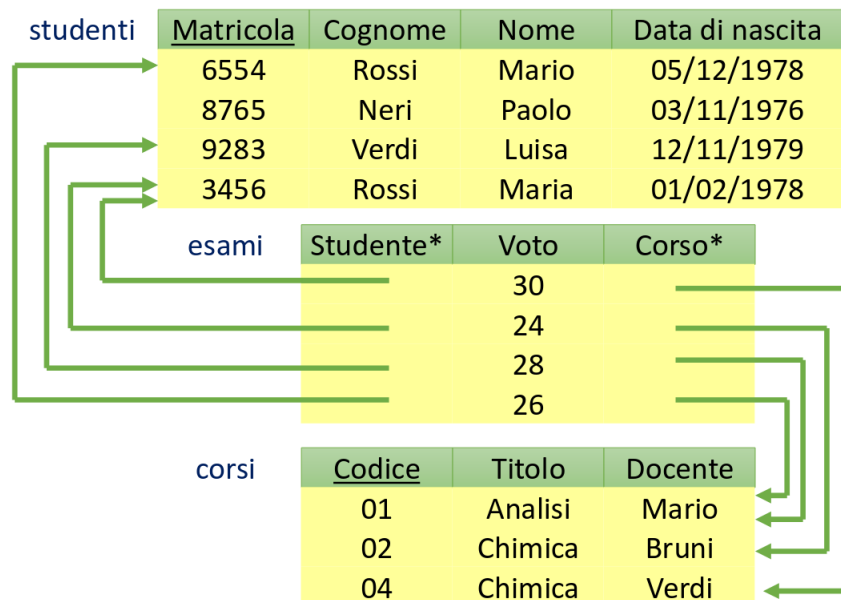 studenti Matricola Cognome Nome Data di nascita
6554 Rossi Mario 05/12/1978
8765 Neri Paolo 03/11/1976
9283 Verdi Luisa 12/11/1979
3456 Rossi Maria 01/02/1978
esami Studente* Voto Corso*
30
24
28
26
corsi Codice Titolo Docente
01 Analisi Mario
02 Chimica Bruni
04 Chimica Verdi